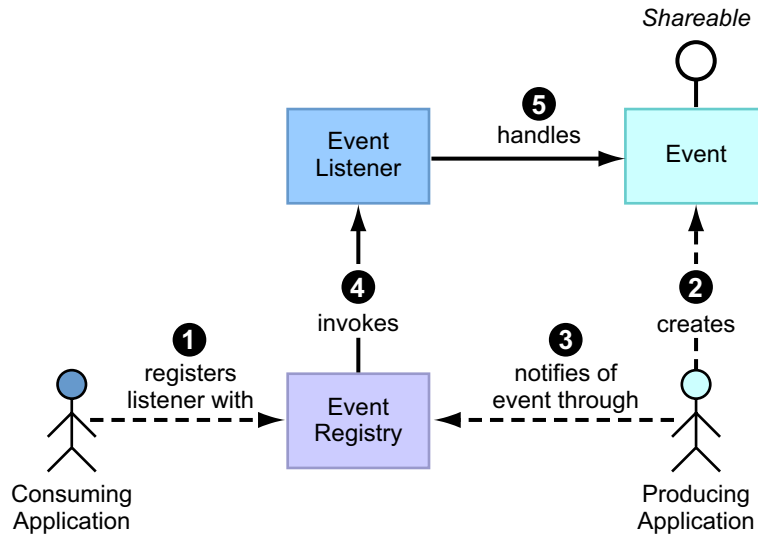 Shareable
5
handles
Event
Listener
Event
4
invokes
2
creates
1
registers
listener with
3
notifies of
event through
Event
Registry
Consuming
Application
Producing
Application